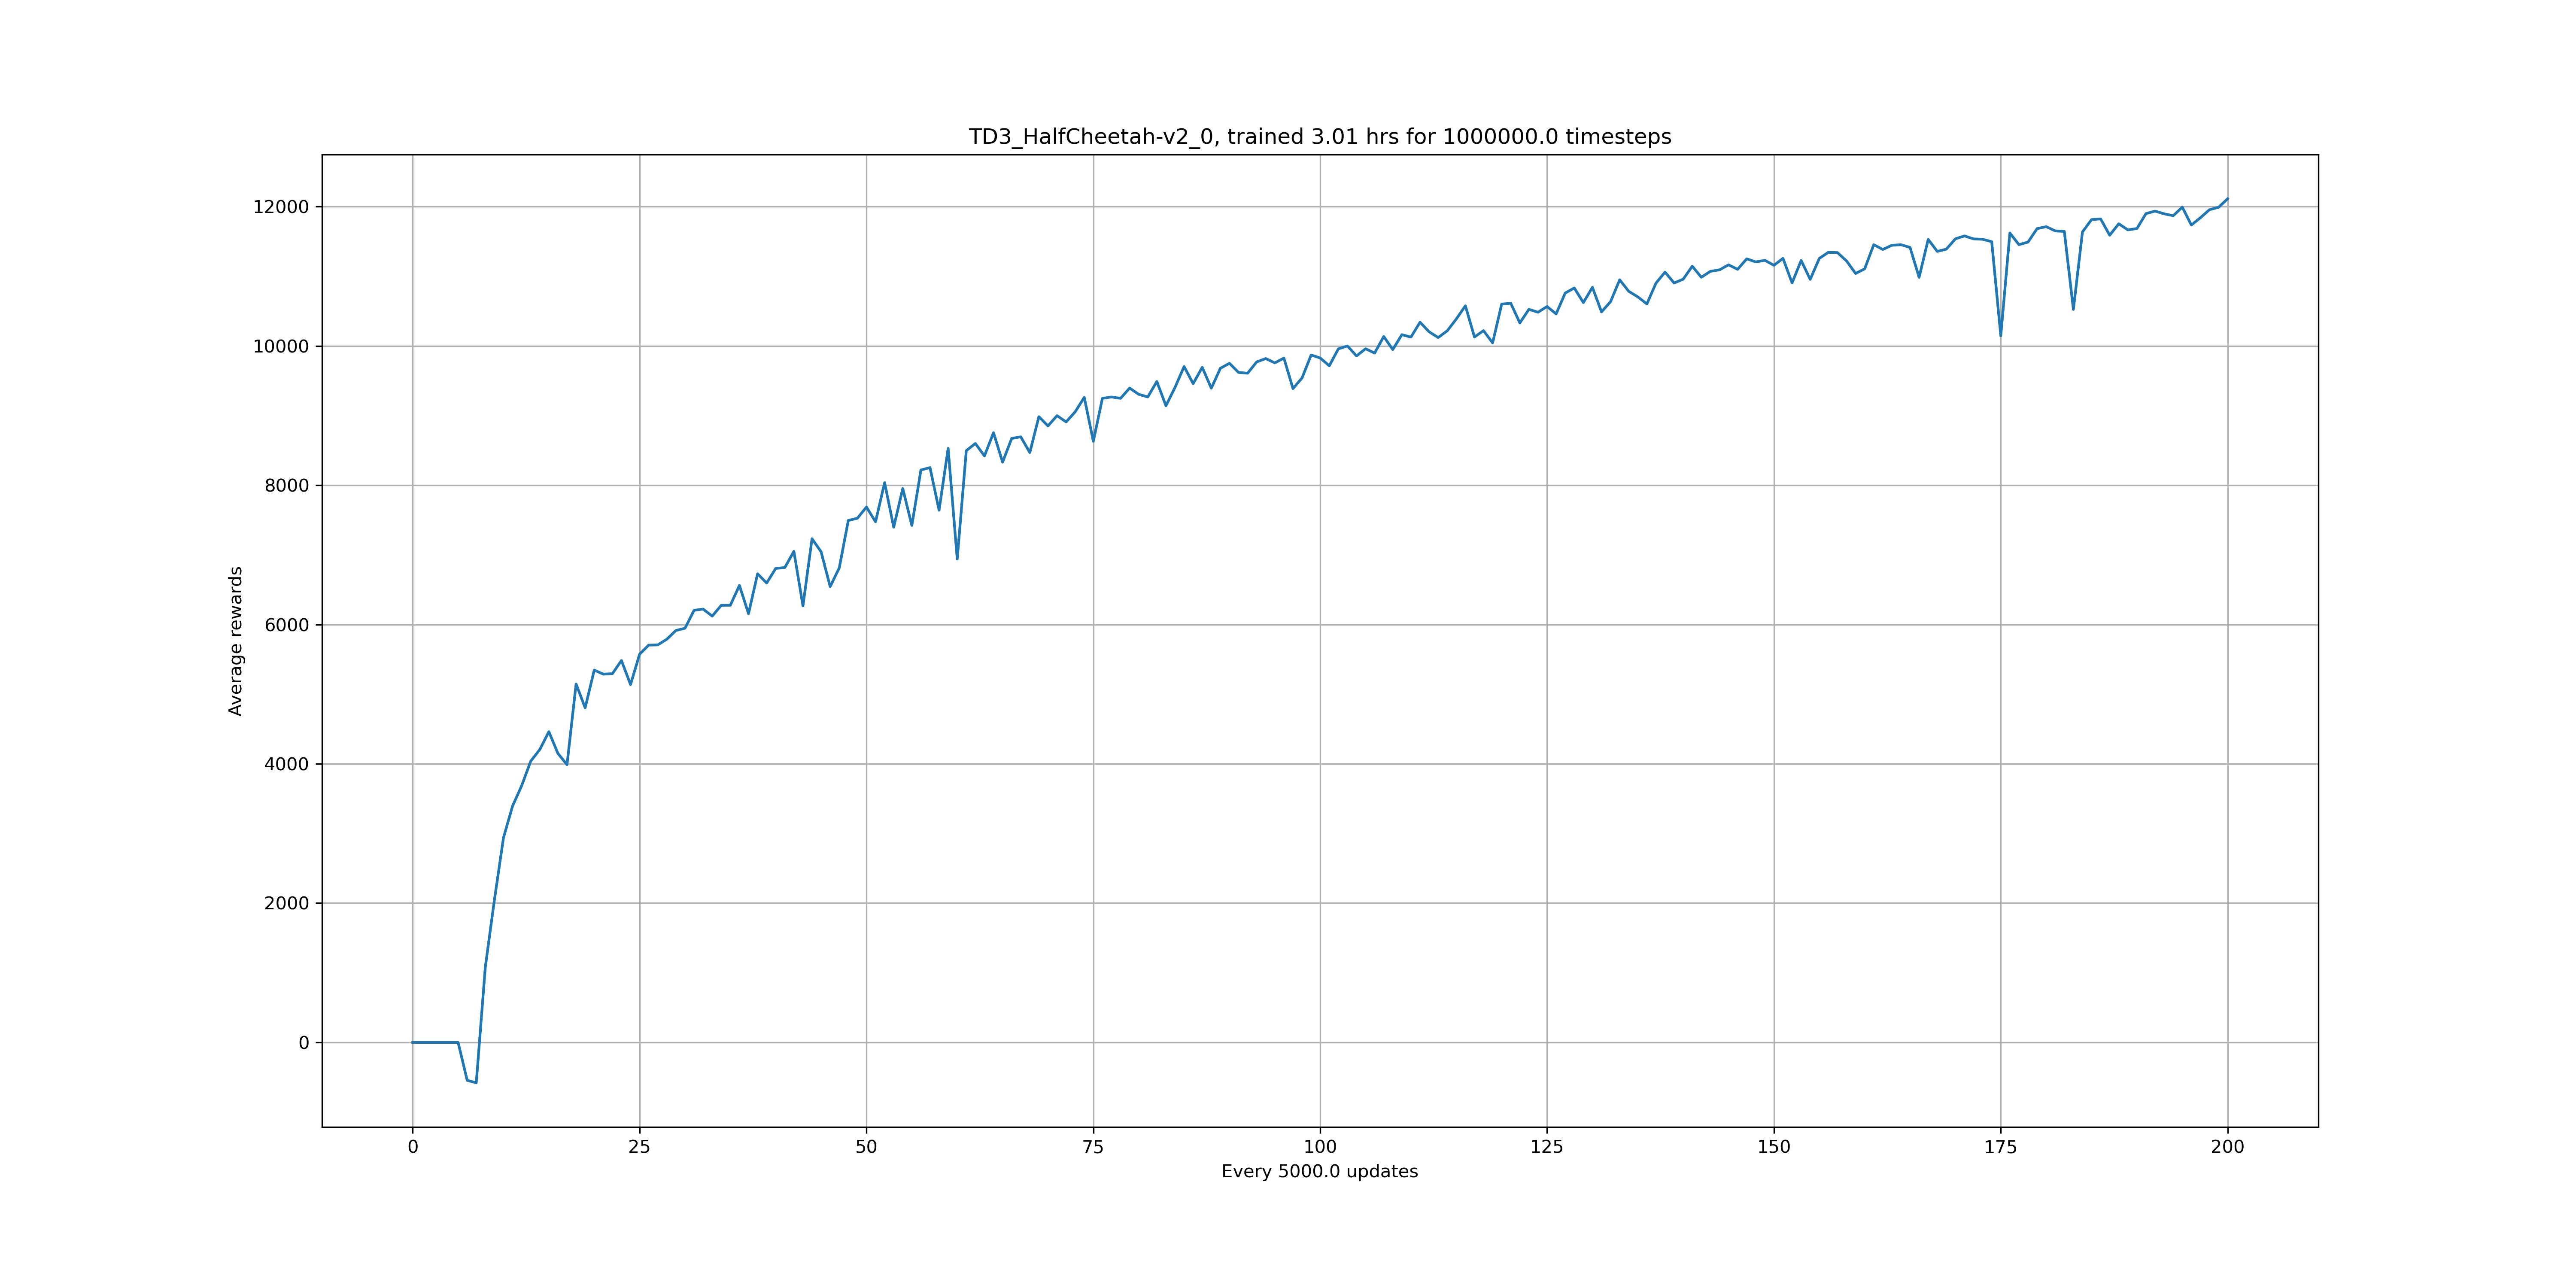 TD3_HalfCheetah-v2_0, trained 3.01 hrs for 1000000.0 timesteps
Average rewards
12000
10000
8000
6000
4000
2000
0
0 25 50 75 100 125 150 175 200
Every 5000.0 updates